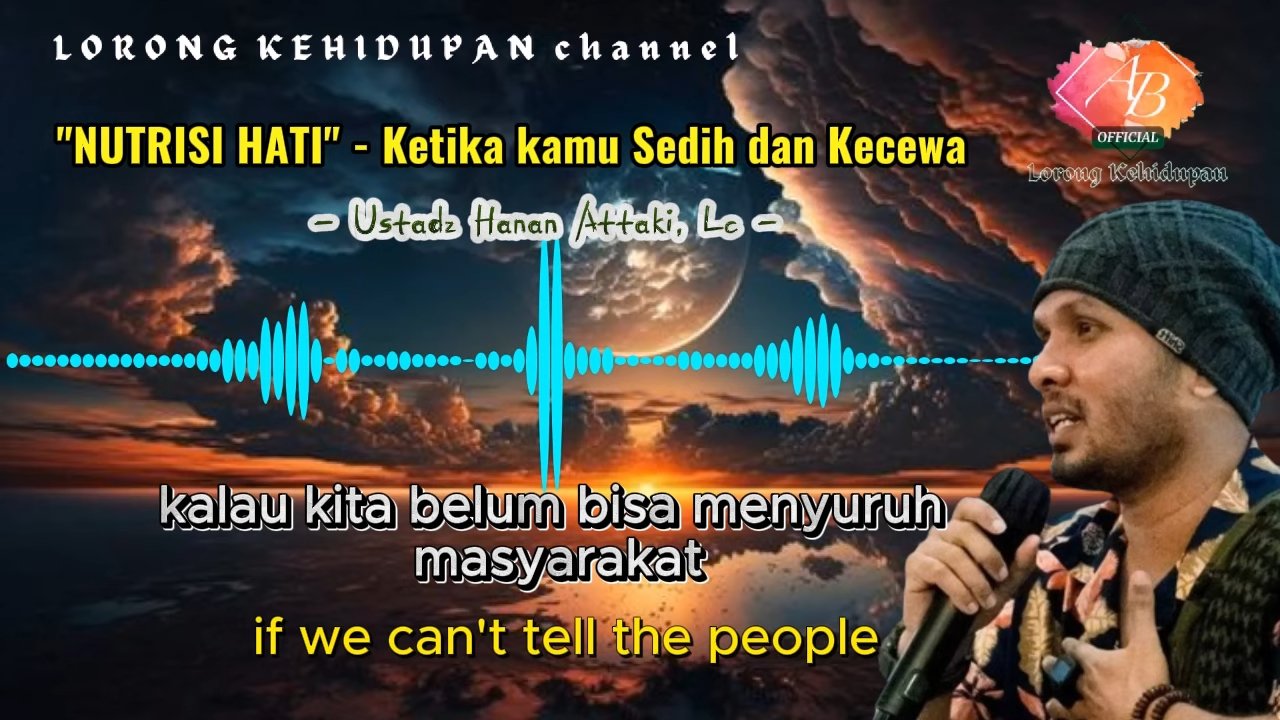 LORONG KEHIDUPAN channel
AB
OFFICIAL
Lorong Kehidupan
"NUTRISI HATI" - Ketika kamu Sedih dan Kecewa
- Ustadz Hanan Attaki, Lc -
kalau kita belum bisa menyuruh
masyarakat
if we can't tell the people